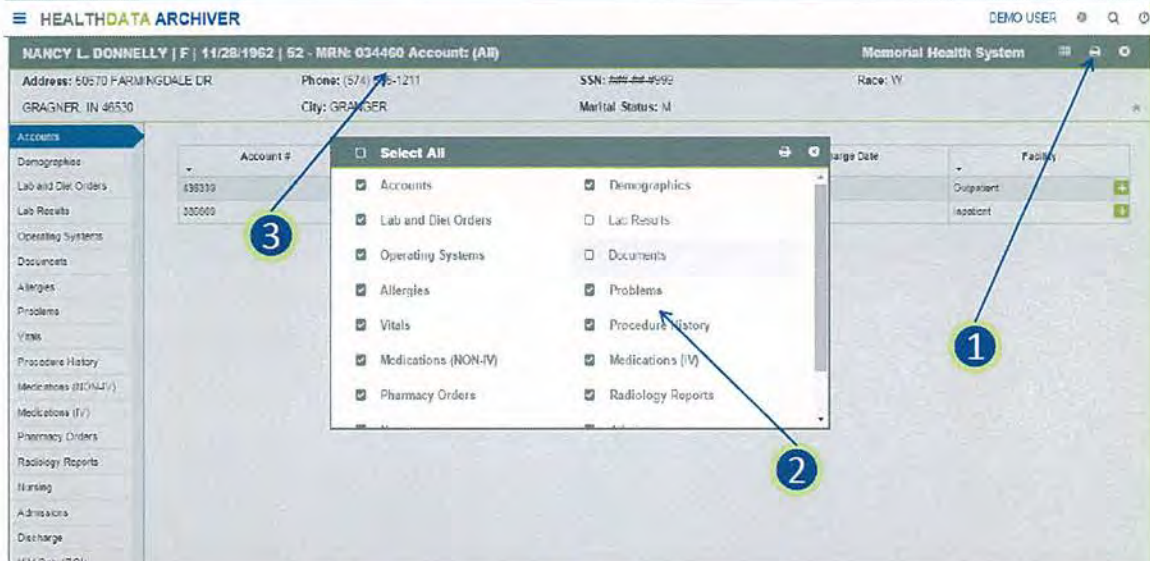 HEALTHDATA ARCHIVER DEMO USER
NANCY L. DONNELLY | F | 11/28/1962 | 52 - MRN: 034460 Account: (All) Memorial Health System
Address: 50570 FARMINGDALE DR Phone: (574) -1211 SSN: ###-##-#999 Race: W
GRAGNER, IN 46530 City: GRANGER Marital Status: M
Accounts
Demographics
Lab and Diet Orders
Lab Results
Operating Systems
Documents
Allergies
Problems
Vitals
Procedure History
Medications (NON-IV)
Medications (IV)
Pharmacy Orders
Radiology Reports
Nursing
Admissions
Discharge
Account # arge Date Facility
Outpatient
Inpatient
Select All
Accounts Demographics
Lab and Diet Orders Lab Results
Operating Systems Documents
Allergies Problems
Vitals Procedure History
Medications (NON-IV) Medications (IV)
Pharmacy Orders Radiology Reports
3
1
2